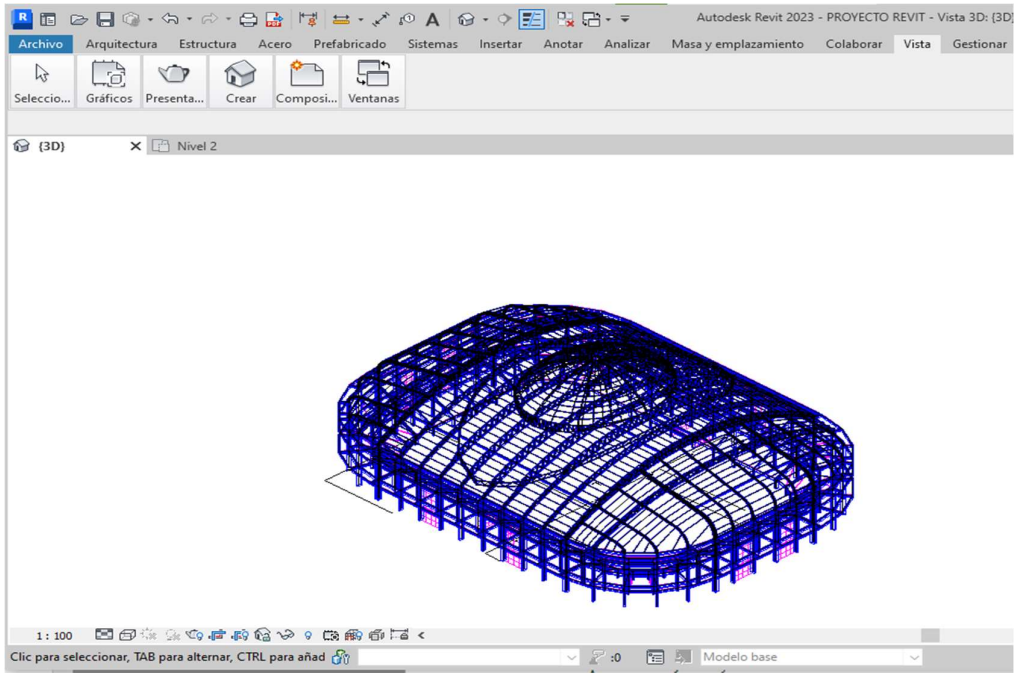 R A Autodesk Revit 2023 - PROYECTO REVIT - Vista 3D: {3D}
Archivo Arquitectura Estructura Acero Prefabricado Sistemas Insertar Anotar Analizar Masa y emplazamiento Colaborar Vista Gestionar
Seleccio... Gráficos Presenta... Crear Composi... Ventanas
{3D} Nivel 2
1 : 100
Clic para seleccionar, TAB para alternar, CTRL para añad :0 Modelo base